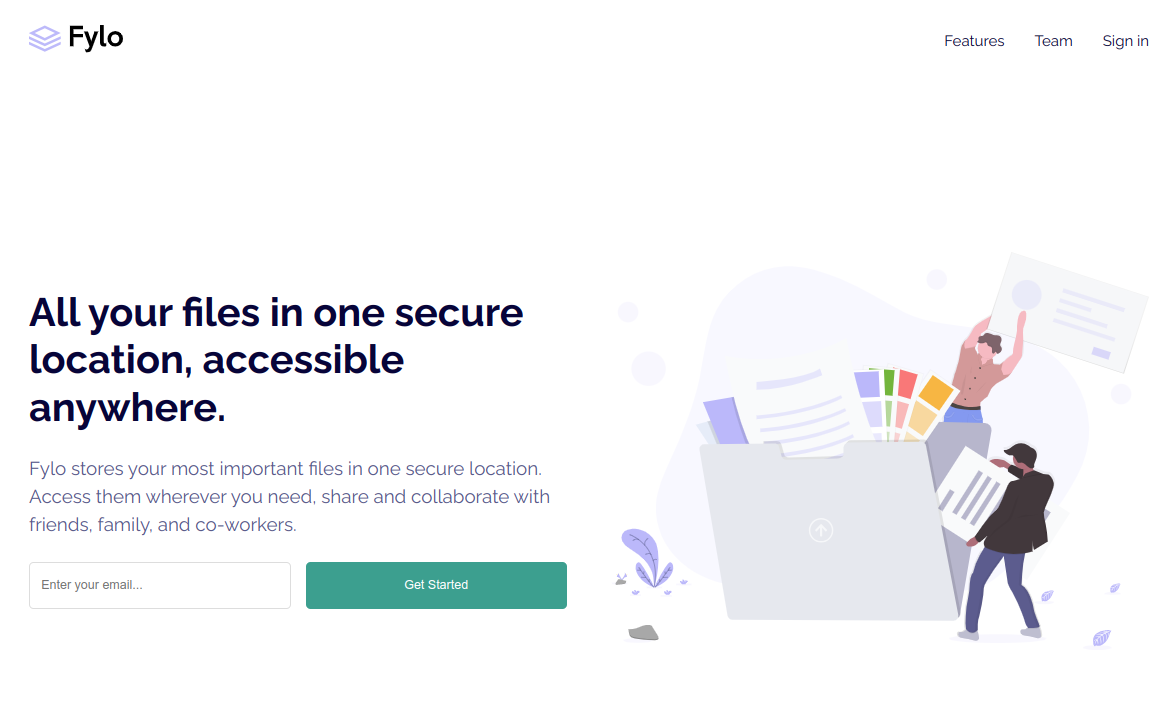 Fylo
Features
Team
Sign in
All your files in one secure
location, accessible
anywhere.
Fylo stores your most important files in one secure location.
Access them wherever you need, share and collaborate with
friends, family, and co-workers.
Enter your email...
Get Started